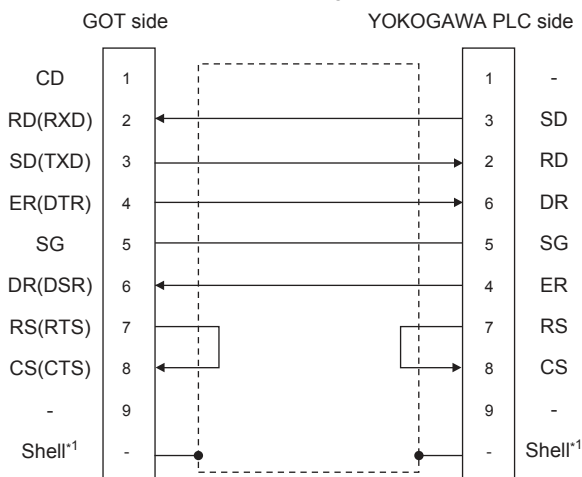 GOT side YOKOGAWA PLC side
CD 1 1 -
RD(RXD) 2 3 SD
SD(TXD) 3 2 RD
ER(DTR) 4 6 DR
SG 5 5 SG
DR(DSR) 6 4 ER
RS(RTS) 7 7 RS
CS(CTS) 8 8 CS
- 9 9 -
Shell*1 - - Shell*1